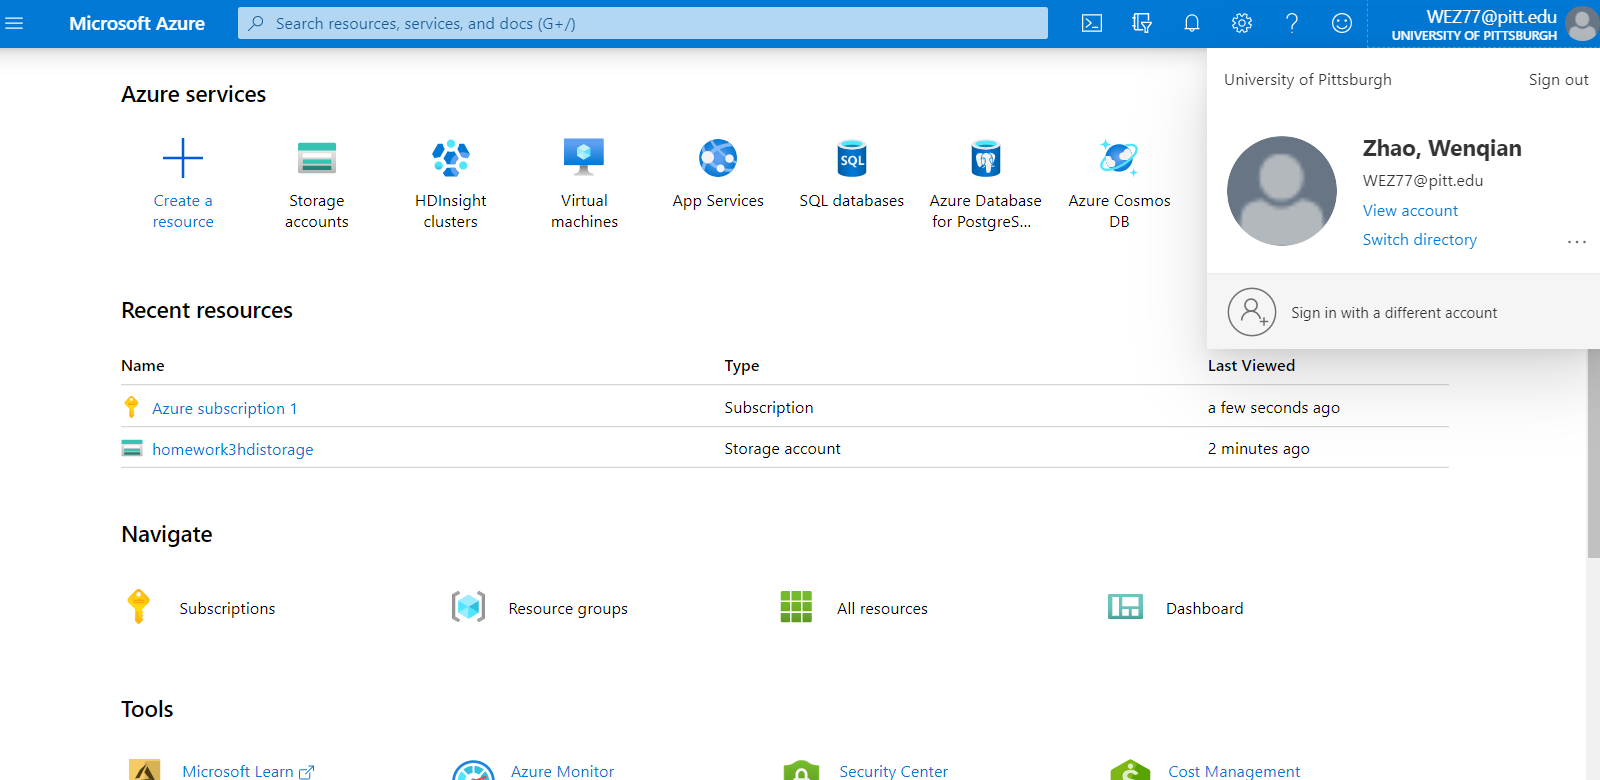 Microsoft Azure
Search resources, services, and docs (G+/)
WEZ77@pitt.edu
UNIVERSITY OF PITTSBURGH
University of Pittsburgh
Sign out
Zhao, Wenqian
WEZ77@pitt.edu
View account
Switch directory
...
Sign in with a different account
Azure services
Create a
resource
Storage
accounts
HDInsight
clusters
Virtual
machines
App Services
SQL
SQL databases
Azure Database
for PostgreS...
Azure Cosmos
DB
Recent resources
Name Type Last Viewed
Azure subscription 1 Subscription a few seconds ago
homework3hdistorage Storage account 2 minutes ago
Navigate
Subscriptions
Resource groups
All resources
Dashboard
Tools
Microsoft Learn
Azure Monitor
Security Center
Cost Management